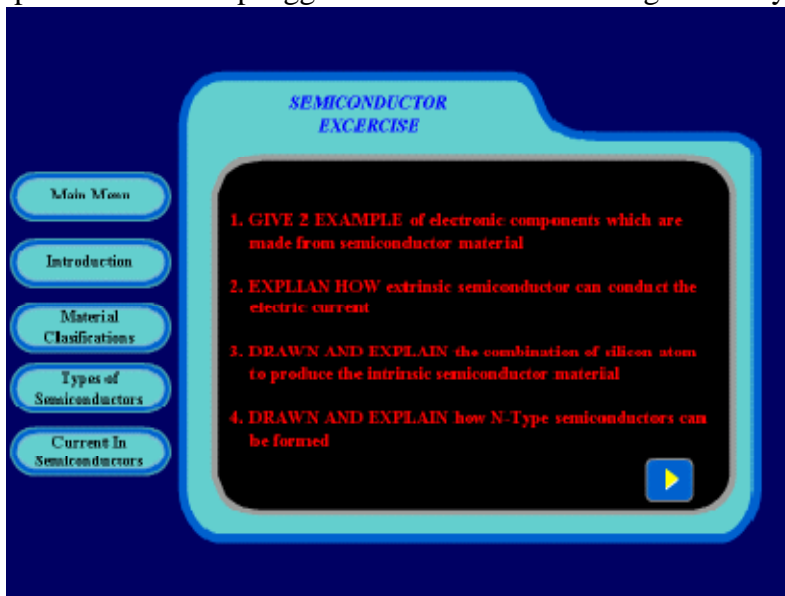 SEMICONDUCTOR
EXCERCISE
Main Menu
Introduction
Material
Clasifications
Types of
Semiconductors
Current In
Semiconductors
1. GIVE 2 EXAMPLE of electronic components which are
made from semiconductor material
2. EXPLIAN HOW extrinsic semiconductor can conduct the
electric current
3. DRAWN AND EXPLAIN the combination of silicon atom
to produce the intrinsic semiconductor material
4. DRAWN AND EXPLAIN how N-Type semiconductors can
be formed